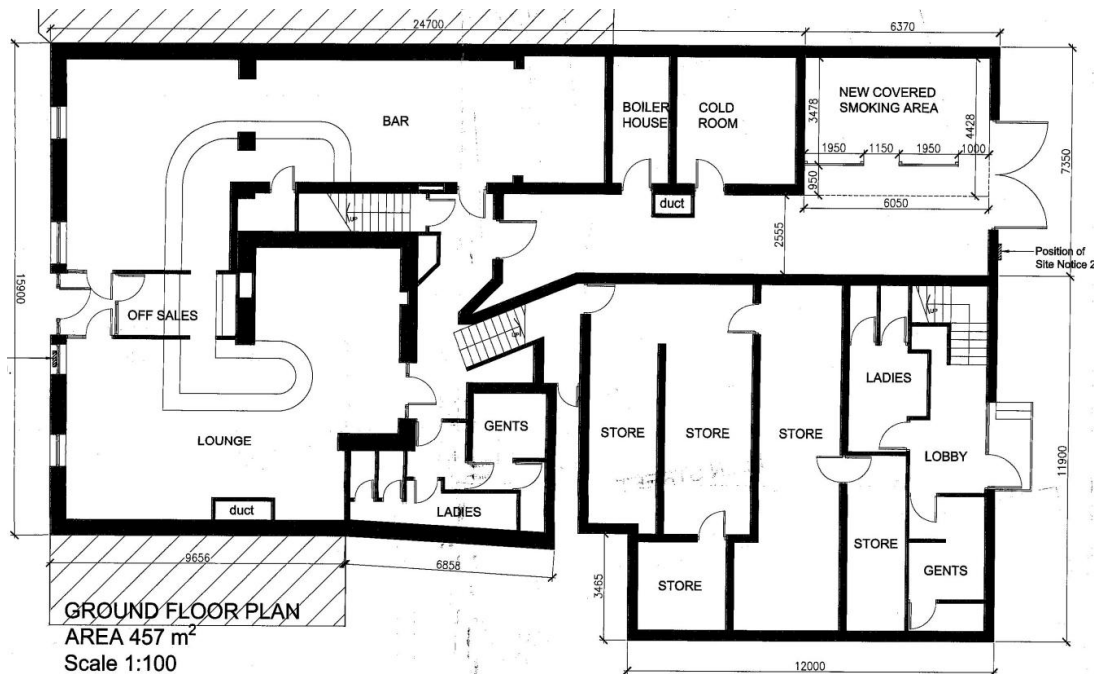 24700
6370
BAR
BOILER
HOUSE
COLD
ROOM
NEW COVERED
SMOKING AREA
3478
4428
1950
1150
1950
1000
950
6050
7350
UP
duct
2555
Position of
Site Notice 2
15900
OFF SALES
UP
LADIES
GENTS
STORE
STORE
STORE
LOBBY
11900
LOUNGE
duct
LADIES
STORE
GENTS
STORE
9656
6858
3465
12000
GROUND FLOOR PLAN
AREA 457 m²
Scale 1:100